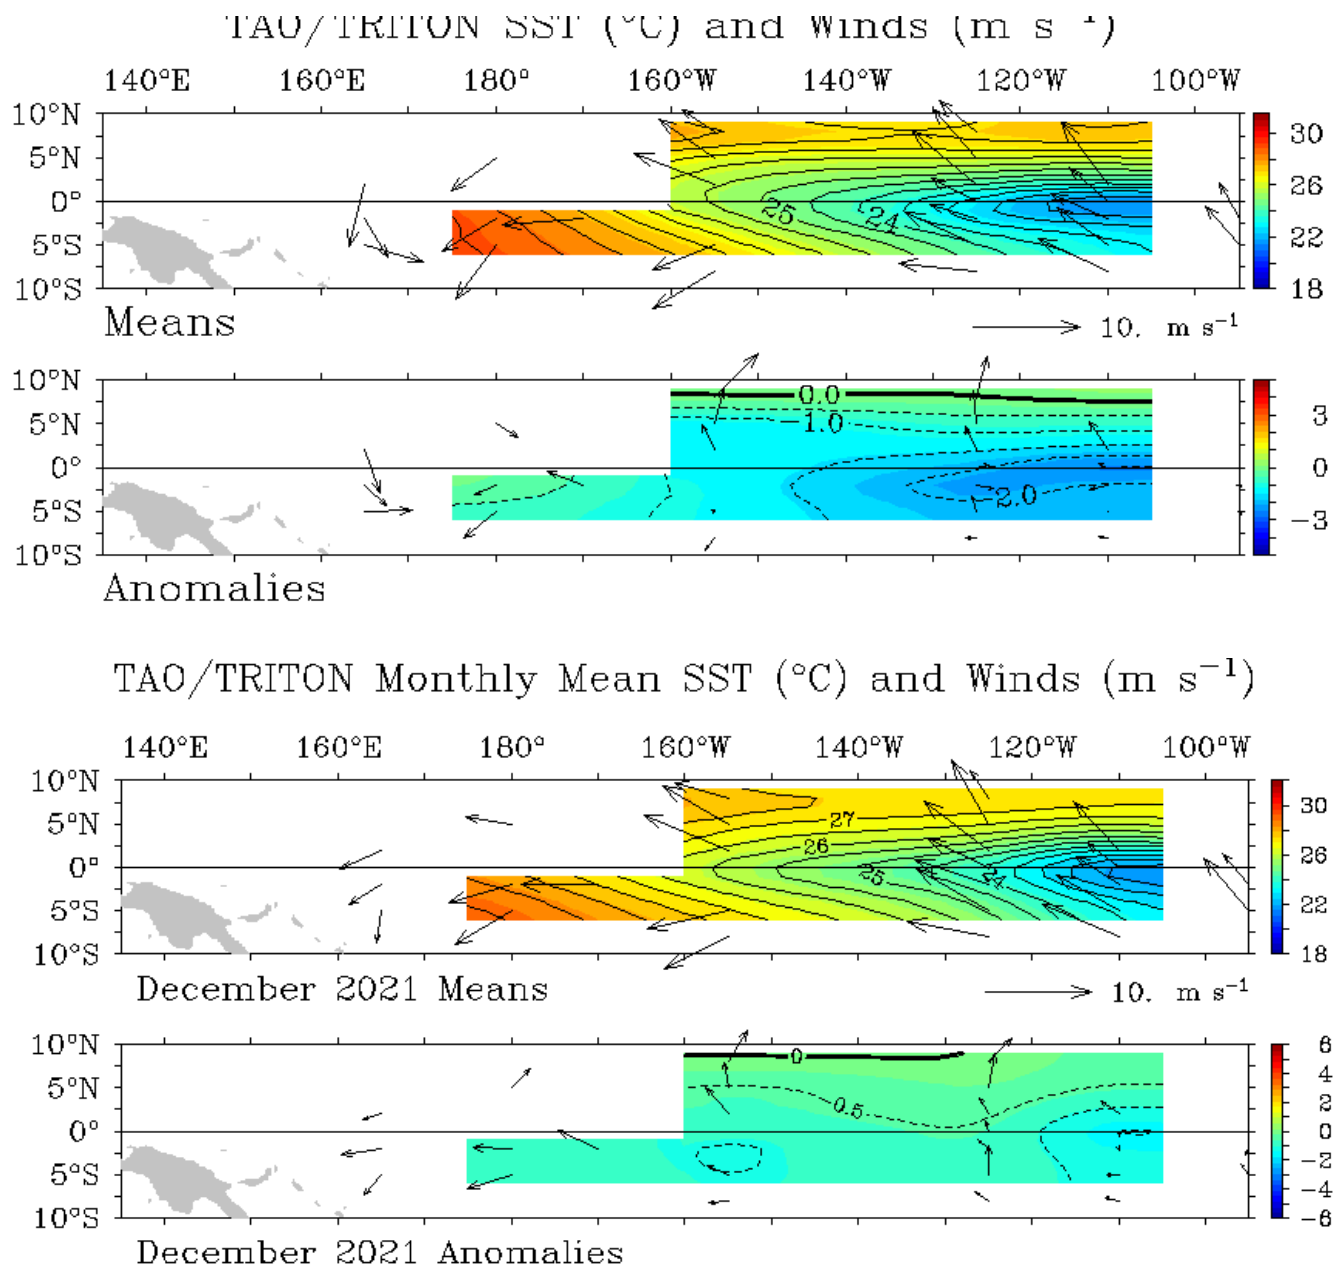 TAO/TRITON SST (°C) and Winds (m s⁻¹)
140°E 160°E 180° 160°W 140°W 120°W 100°W
10°N
5°N
0°
5°S
10°S
25
24
30
26
22
18
Means
10. m s⁻¹
10°N
5°N
0°
5°S
10°S
0.0
−1.0
−2.0
3
0
−3
Anomalies
TAO/TRITON Monthly Mean SST (°C) and Winds (m s⁻¹)
140°E 160°E 180° 160°W 140°W 120°W 100°W
10°N
5°N
0°
5°S
10°S
27
26
25
24
30
26
22
18
December 2021 Means
10. m s⁻¹
10°N
5°N
0°
5°S
10°S
0
0.5
6
4
2
0
−2
−4
−6
December 2021 Anomalies